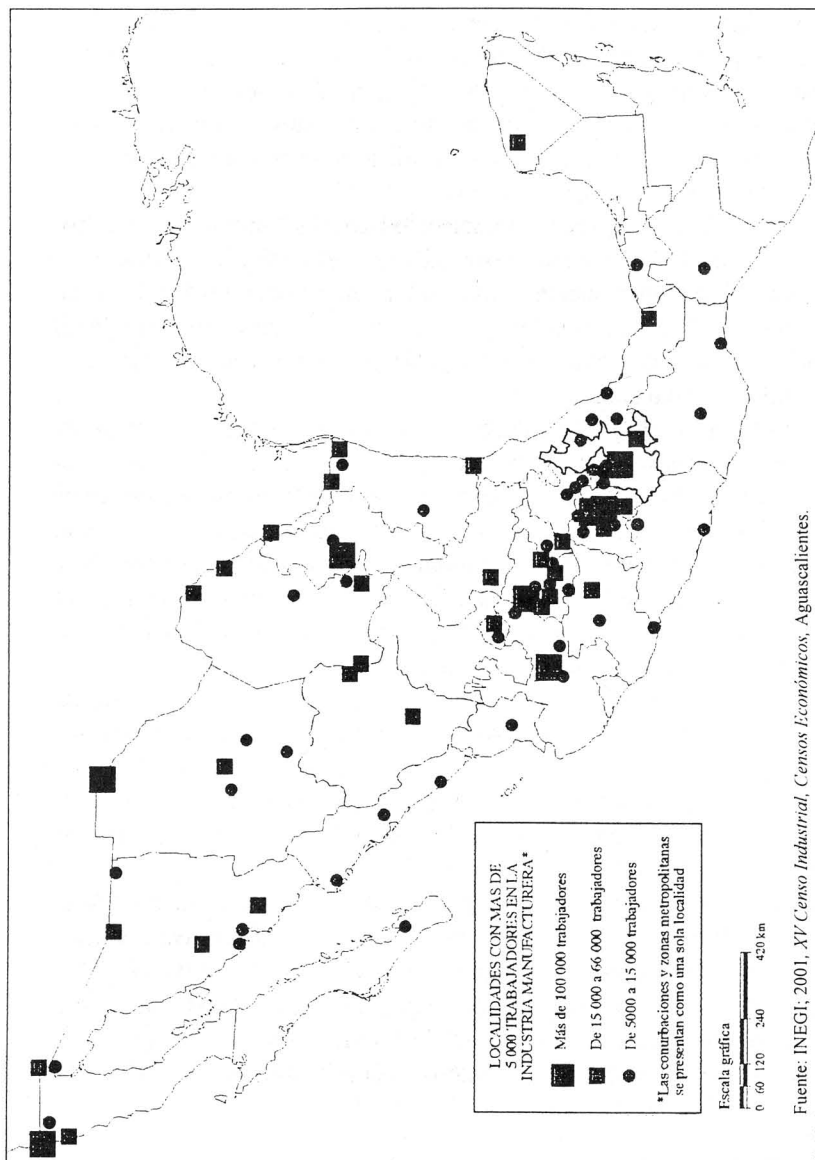 LOCALIDADES CON MAS DE
5 000 TRABAJADORES EN LA
INDUSTRIA MANUFACTURERA*
Más de 100 000 trabajadores
De 15 000 a 66 000 trabajadores
De 5000 a 15 000 trabajadores
*Las conurbaciones y zonas metropolitanas
se presentan como una sola localidad
Escala gráfica
0 60 120 240 420 km
Fuente: INEGI; 2001, XV Censo Industrial, Censos Económicos, Aguascalientes.